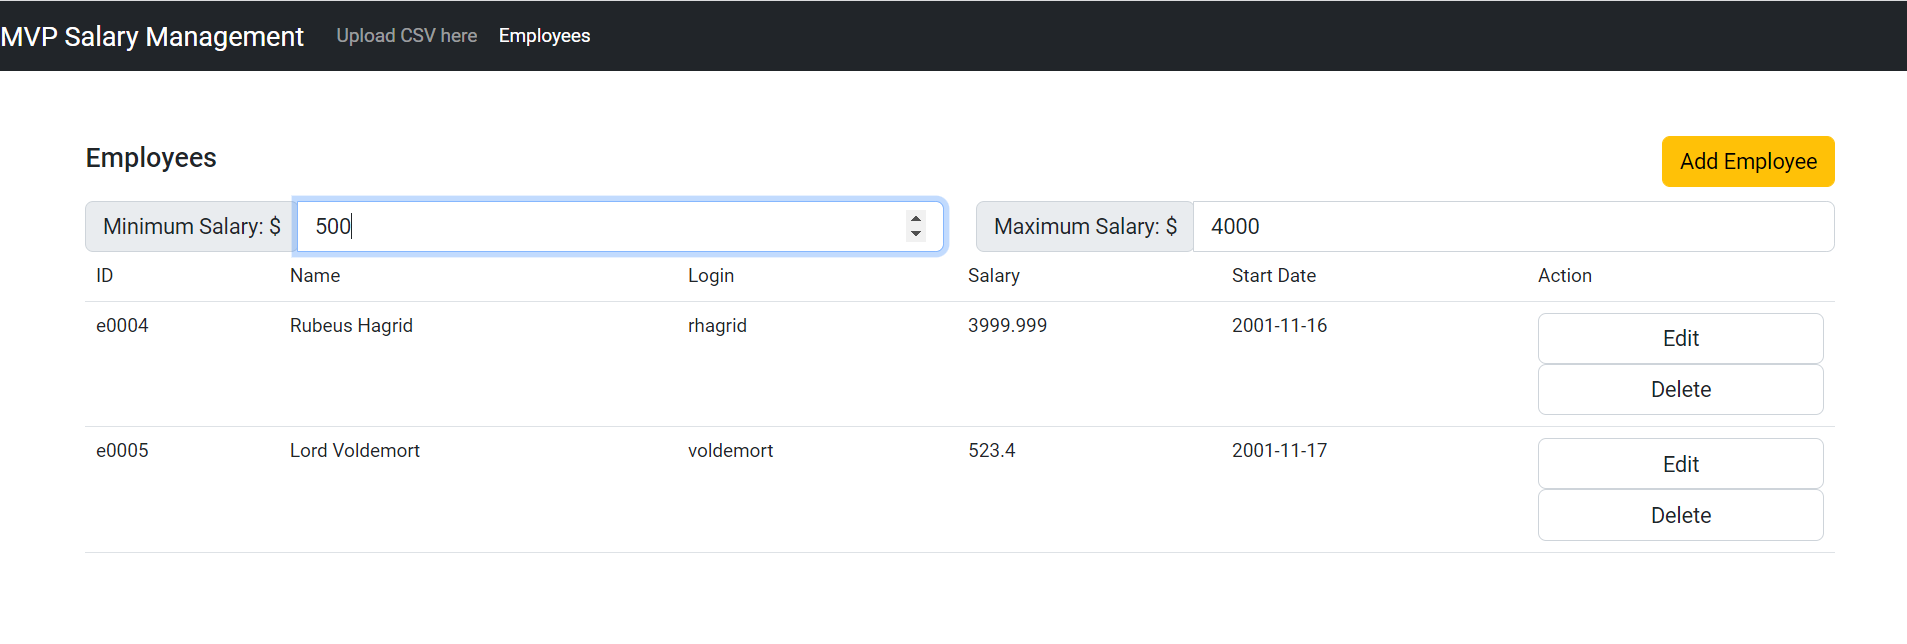 MVP Salary Management Upload CSV here Employees
Employees Add Employee
Minimum Salary: $ 500 Maximum Salary: $ 4000
ID Name Login Salary Start Date Action
e0004 Rubeus Hagrid rhagrid 3999.999 2001-11-16 Edit
Delete
e0005 Lord Voldemort voldemort 523.4 2001-11-17 Edit
Delete